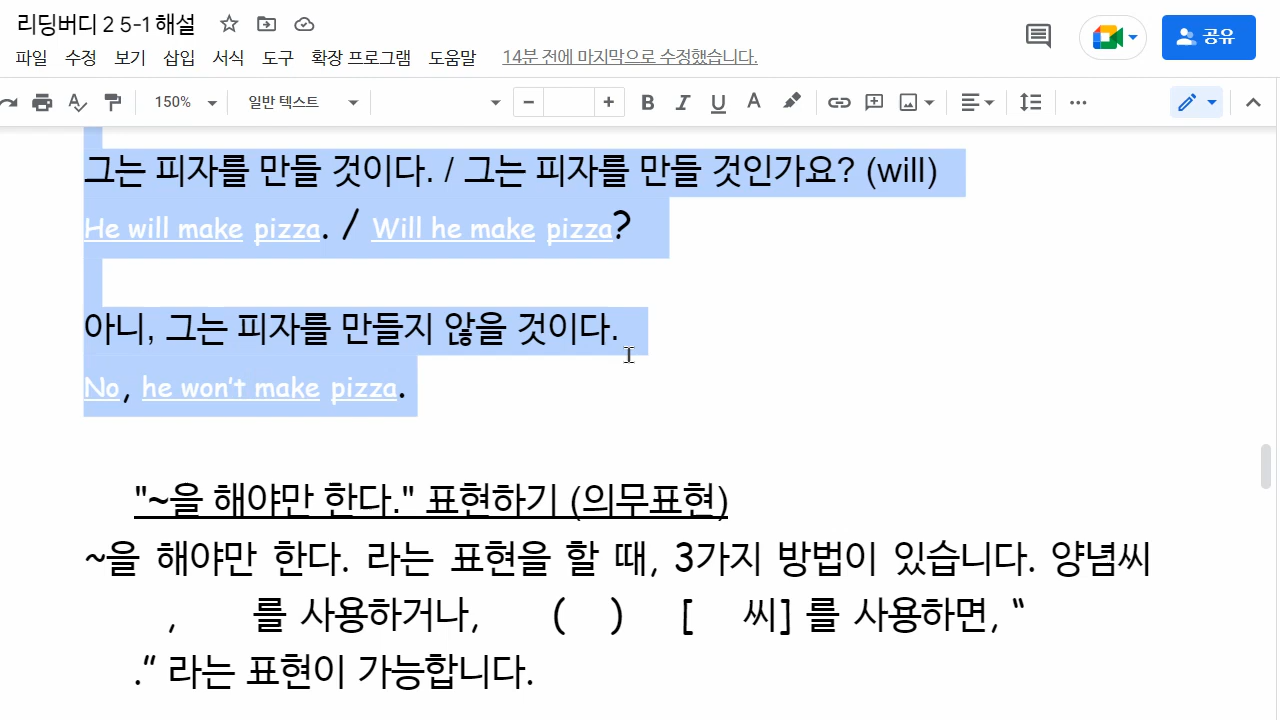 리딩버디 2 5-1 해설
파일 수정 보기 삽입 서식 도구 확장 프로그램 도움말 14분 전에 마지막으로 수정했습니다.
공유
150% 일반 텍스트 B I U A
그는 피자를 만들 것이다. / 그는 피자를 만들 것인가요? (will)
He will make pizza. / Will he make pizza?
아니, 그는 피자를 만들지 않을 것이다.
No, he won't make pizza.
"~을 해야만 한다." 표현하기 (의무표현)
~을 해야만 한다. 라는 표현을 할 때, 3가지 방법이 있습니다. 양념씨
, 를 사용하거나, ( ) [ 씨] 를 사용하면, “
.” 라는 표현이 가능합니다.